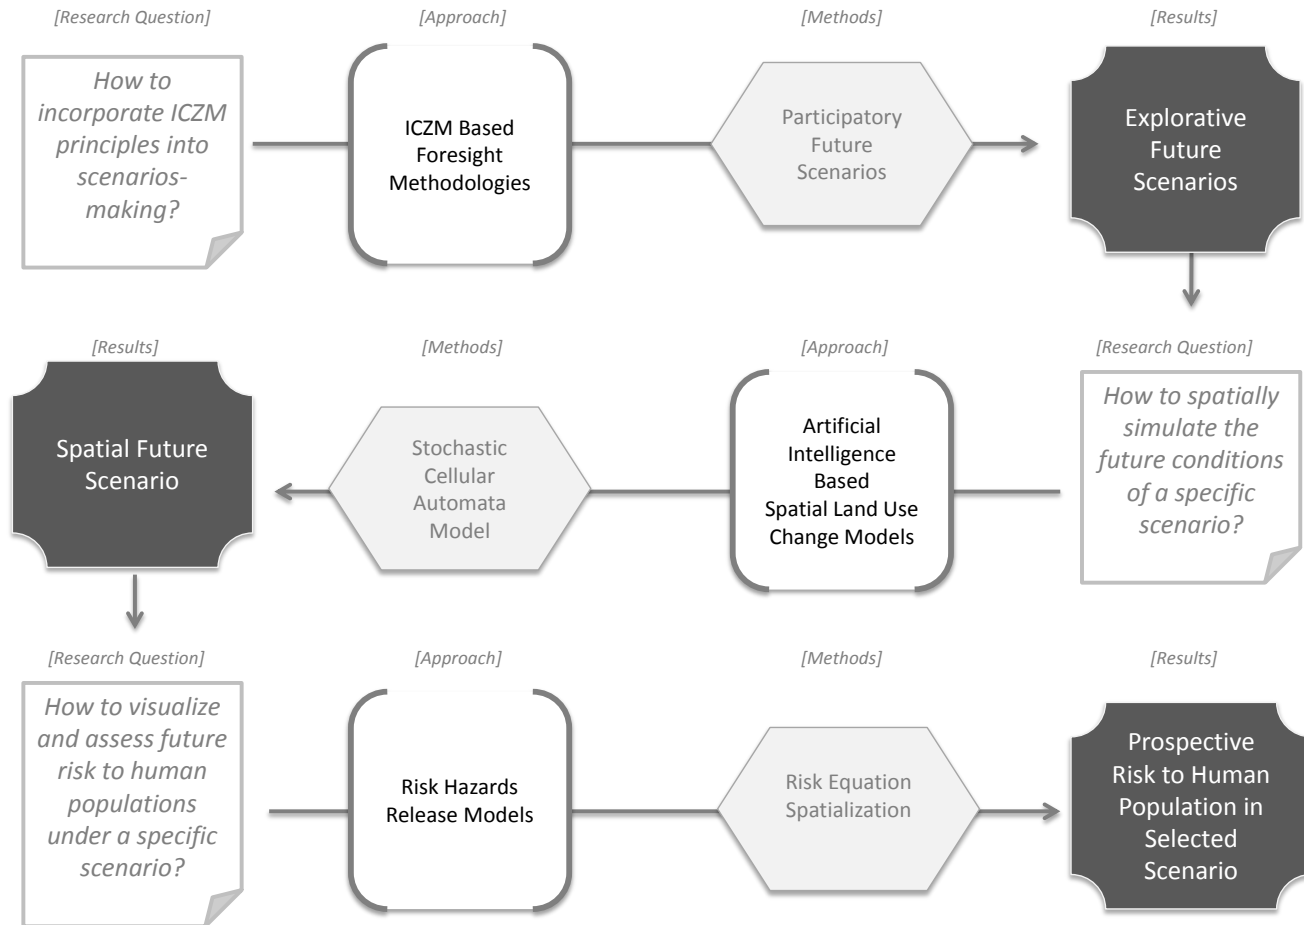 [Research Question]
[Approach]
[Methods]
[Results]
How to
incorporate ICZM
principles into
scenarios-
making?
ICZM Based
Foresight
Methodologies
Participatory
Future
Scenarios
Explorative
Future
Scenarios
[Results]
[Methods]
[Approach]
[Research Question]
Spatial Future
Scenario
Stochastic
Cellular
Automata
Model
Artificial
Intelligence
Based
Spatial Land Use
Change Models
How to spatially
simulate the
future conditions
of a specific
scenario?
[Research Question]
[Approach]
[Methods]
[Results]
How to visualize
and assess future
risk to human
populations
under a specific
scenario?
Risk Hazards
Release Models
Risk Equation
Spatialization
Prospective
Risk to Human
Population in
Selected
Scenario